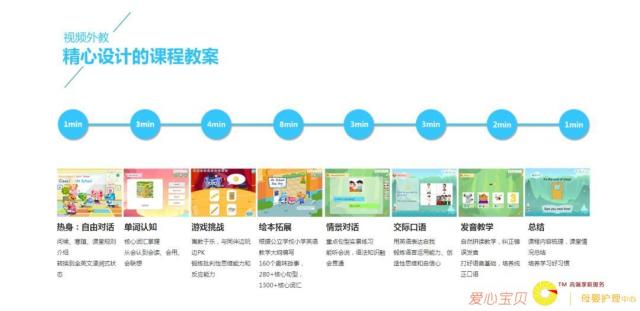 视频外教
精心设计的课程教案
1min 3min 4min 8min 3min 3min 2min 1min
热身：自由对话
问候、寒暄、课堂规则
介绍
转换到全英文浸润式状
态
单词认知
核心词汇掌握
从会认到会读、会用、
会联想
游戏挑战
寓教于乐，与同伴边玩
边PK
锻炼批判性思维能力和
反应能力
绘本拓展
根据公立学校小学英语
教学大纲编写
160个趣味故事，
280+核心句型，
1300+核心词汇
情景对话
重点句型实景练习
能听会说，语法知识融
会贯通
交际口语
用英语表达自我
锻炼语言运用能力、创
造性思维和自信心
发音教学
自然拼读教学，纠正错
误发音
打好语音基础，培养纯
正口语
总结
课程内容梳理，课堂情
况总结
培养学习好习惯
爱心宝贝
TM 高端家庭服务
母婴护理中心